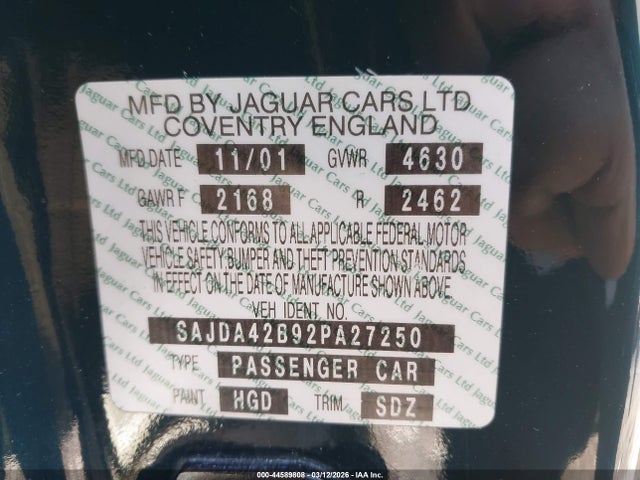 MFD BY JAGUAR CARS LTD
COVENTRY ENGLAND
MFD DATE 11/01 GVWR 4630
GAWR F 2168 R 2462
THIS VEHICLE CONFORMS TO ALL APPLICABLE FEDERAL MOTOR
VEHICLE SAFETY BUMPER AND THEFT PREVENTION STANDARDS
IN EFFECT ON THE DATE OF MANUFACTURE SHOWN ABOVE.
VEH IDENT NO.
SAJDA42B92PA27250
TYPE PASSENGER CAR
PAINT HGD TRIM SDZ
000-44589808 - 03/12/2026 - IAA Inc.